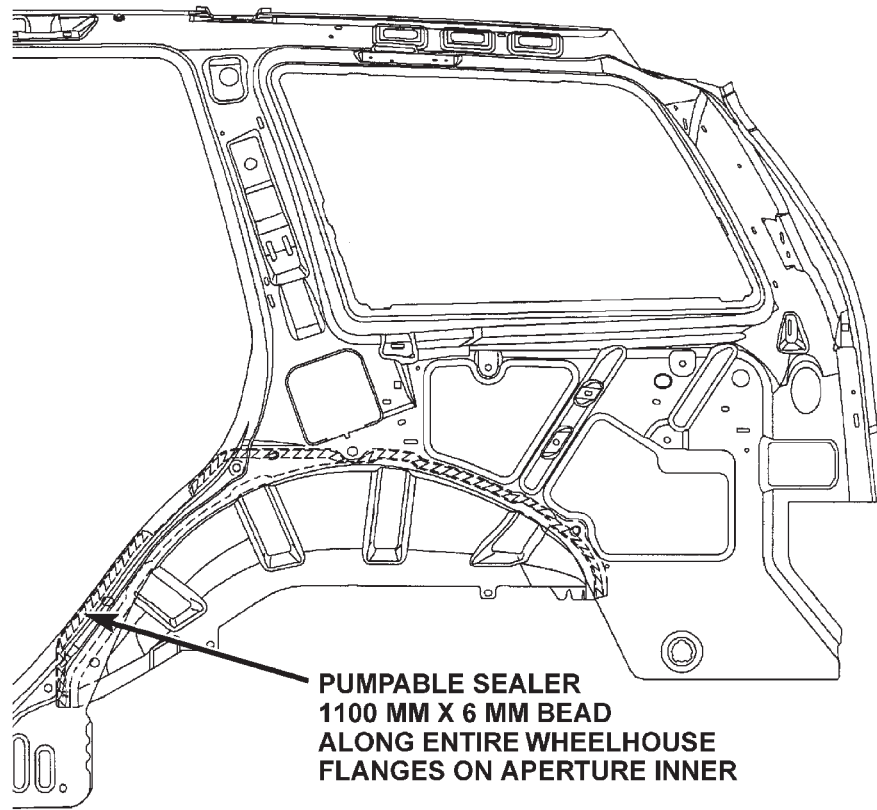 PUMPABLE SEALER
1100 MM X 6 MM BEAD
ALONG ENTIRE WHEELHOUSE
FLANGES ON APERTURE INNER